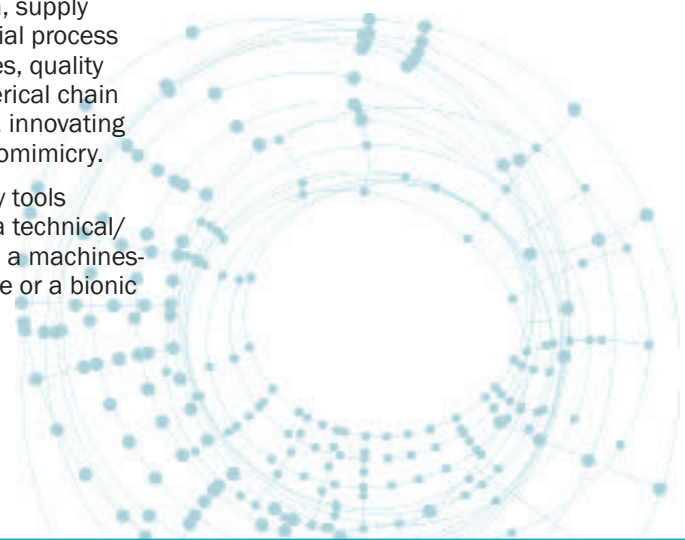 , supply
ial process
es, quality
erical chain
innovating
omimicry.
y tools
a technical/
a machines-
e or a bionic